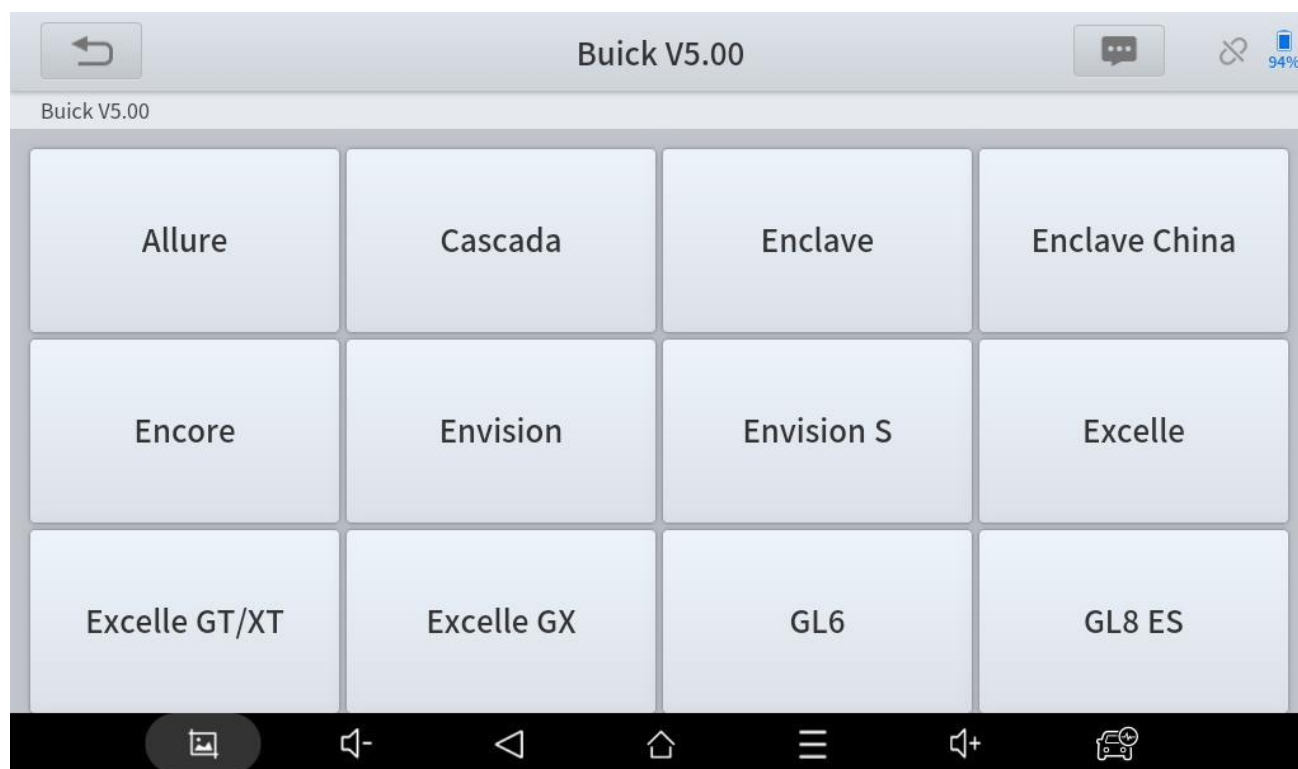 Buick V5.00
94%
Buick V5.00
Allure
Cascada
Enclave
Enclave China
Encore
Envision
Envision S
Excelle
Excelle GT/XT
Excelle GX
GL6
GL8 ES